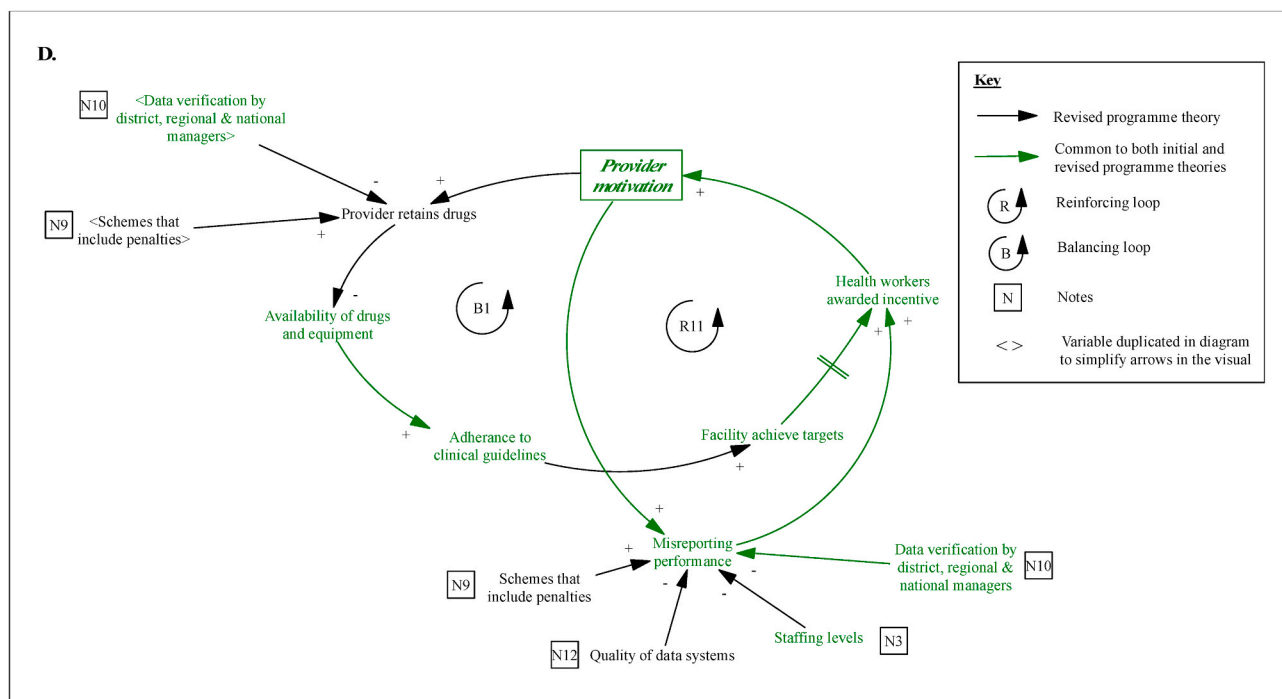 D.
N10
<Data verification by
district, regional & national
managers>
-
+
N9
<Schemes that
include penalties>
+
Provider retains drugs
Provider
motivation
+
-
Availability of drugs
and equipment
B1
R11
Health workers
awarded incentive
+
+
+
Adherance to
clinical guidelines
Facility achieve targets
+
+
Misreporting
performance
+
-
-
-
N9
Schemes that
include penalties
N12
Quality of data systems
Staffing levels
N3
Data verification by
district, regional &
national managers
N10
Key
Revised programme theory
Common to both initial and
revised programme theories
R
Reinforcing loop
B
Balancing loop
N
Notes
< >
Variable duplicated in diagram
to simplify arrows in the visual